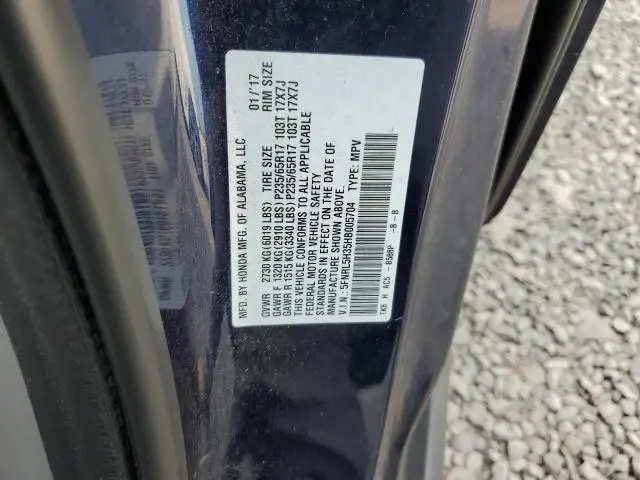 MFD. BY HONDA MFG. OF ALABAMA, LLC 01/'17
GVWR 2730 KG(6019 LBS) TIRE SIZE RIM SIZE
GAWR F 1320 KG(2910 LBS) P235/65R17 103T 17X7J
GAWR R 1515 KG(3340 LBS) P235/65R17 103T 17X7J
THIS VEHICLE CONFORMS TO ALL APPLICABLE
FEDERAL MOTOR VEHICLE SAFETY
STANDARDS IN EFFECT ON THE DATE OF
MANUFACTURE SHOWN ABOVE.
V.I.N.: 5FNRL5H35HB005704 TYPE: MPV
TK8 H AC5 - B588P -B-B